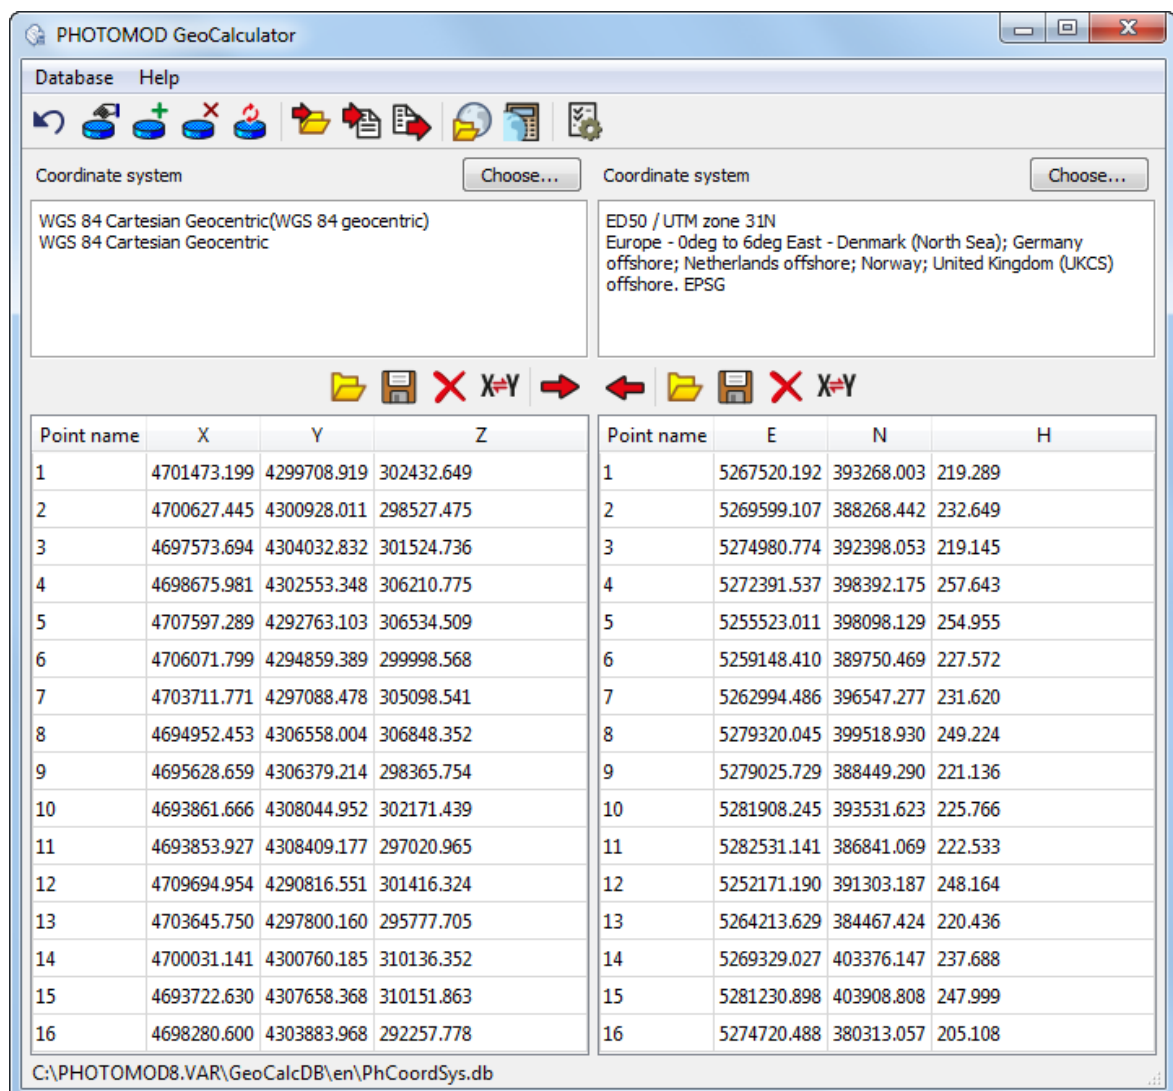 PHOTOMOD GeoCalculator
Database Help
Coordinate system Choose... Coordinate system Choose...
WGS 84 Cartesian Geocentric(WGS 84 geocentric)
WGS 84 Cartesian Geocentric
ED50 / UTM zone 31N
Europe - 0deg to 6deg East - Denmark (North Sea); Germany
offshore; Netherlands offshore; Norway; United Kingdom (UKCS)
offshore. EPSG
X⇌Y X⇌Y
Point name X Y Z Point name E N H
1 4701473.199 4299708.919 302432.649 1 5267520.192 393268.003 219.289
2 4700627.445 4300928.011 298527.475 2 5269599.107 388268.442 232.649
3 4697573.694 4304032.832 301524.736 3 5274980.774 392398.053 219.145
4 4698675.981 4302553.348 306210.775 4 5272391.537 398392.175 257.643
5 4707597.289 4292763.103 306534.509 5 5255523.011 398098.129 254.955
6 4706071.799 4294859.389 299998.568 6 5259148.410 389750.469 227.572
7 4703711.771 4297088.478 305098.541 7 5262994.486 396547.277 231.620
8 4694952.453 4306558.004 306848.352 8 5279320.045 399518.930 249.224
9 4695628.659 4306379.214 298365.754 9 5279025.729 388449.290 221.136
10 4693861.666 4308044.952 302171.439 10 5281908.245 393531.623 225.766
11 4693853.927 4308409.177 297020.965 11 5282531.141 386841.069 222.533
12 4709694.954 4290816.551 301416.324 12 5252171.190 391303.187 248.164
13 4703645.750 4297800.160 295777.705 13 5264213.629 384467.424 220.436
14 4700031.141 4300760.185 310136.352 14 5269329.027 403376.147 237.688
15 4693722.630 4307658.368 310151.863 15 5281230.898 403908.808 247.999
16 4698280.600 4303883.968 292257.778 16 5274720.488 380313.057 205.108
C:\PHOTOMOD8.VAR\GeoCalcDB\en\PhCoordSys.db